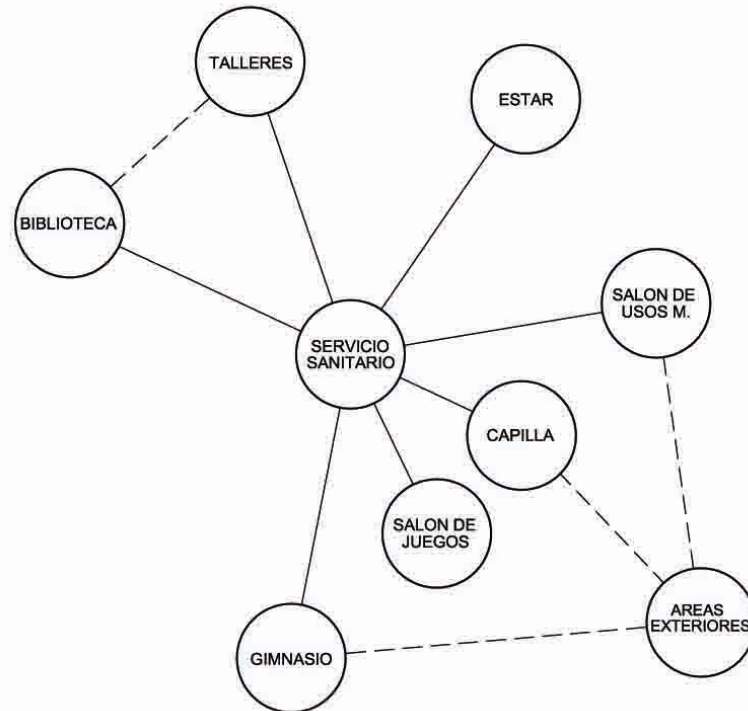 TALLERES
ESTAR
BIBLIOTECA
SALON DE
USOS M.
SERVICIO
SANITARIO
CAPILLA
SALON DE
JUEGOS
AREAS
EXTERIORES
GIMNASIO